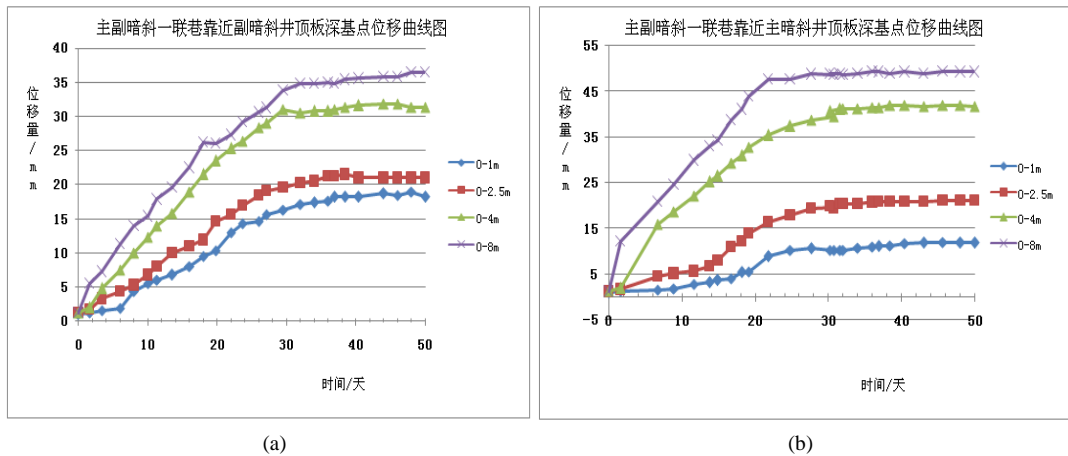 主副暗斜一联巷靠近副暗斜井顶板深基点位移曲线图
40
35
30
25
20
15
10
5
0
位移量/mm
0 10 20 30 40 50
时间/天
0-1m
0-2.5m
0-4m
0-8m
(a)
主副暗斜一联巷靠近主暗斜井顶板深基点位移曲线图
55
45
35
25
15
5
-5
位移量/mm
0 10 20 30 40 50
时间/天
0-1m
0-2.5m
0-4m
0-8m
(b)